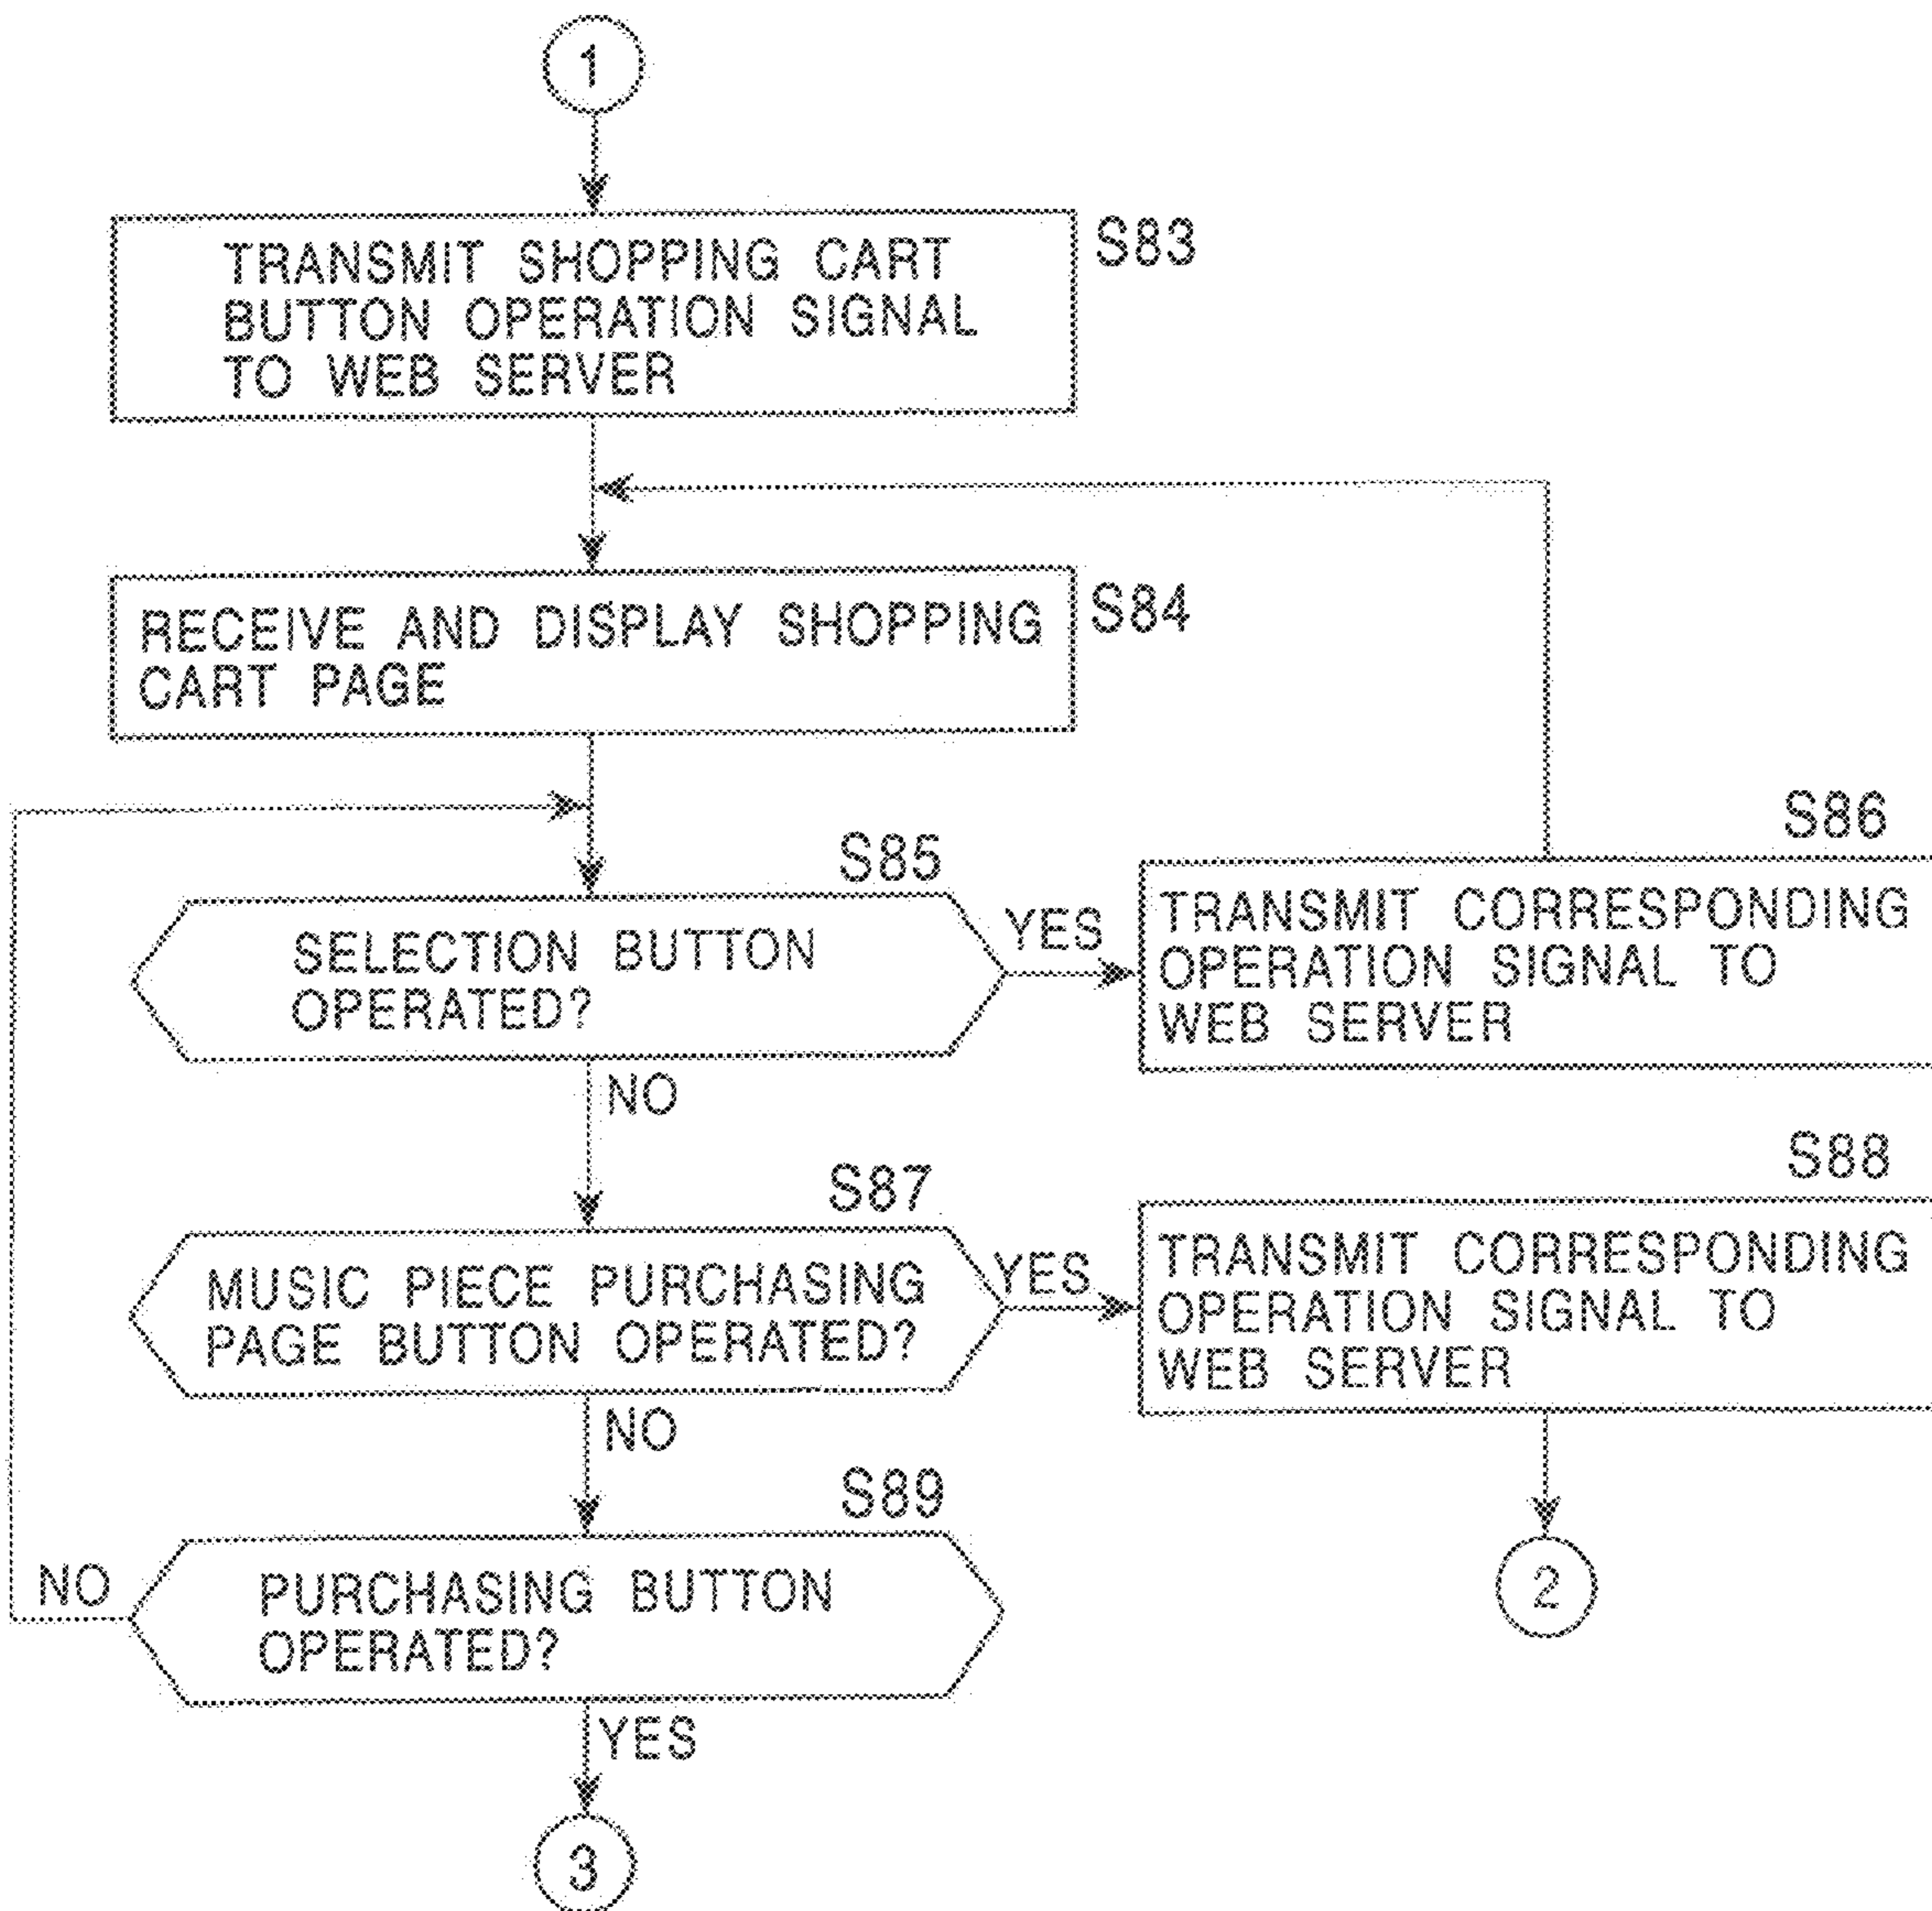 1
TRANSMIT SHOPPING CART
BUTTON OPERATION SIGNAL
TO WEB SERVER
S83
RECEIVE AND DISPLAY SHOPPING
CART PAGE
S84
S85
SELECTION BUTTON
OPERATED?
YES
NO
S86
TRANSMIT CORRESPONDING
OPERATION SIGNAL TO
WEB SERVER
S87
MUSIC PIECE PURCHASING
PAGE BUTTON OPERATED?
YES
NO
S88
TRANSMIT CORRESPONDING
OPERATION SIGNAL TO
WEB SERVER
2
S89
PURCHASING BUTTON
OPERATED?
NO
YES
3